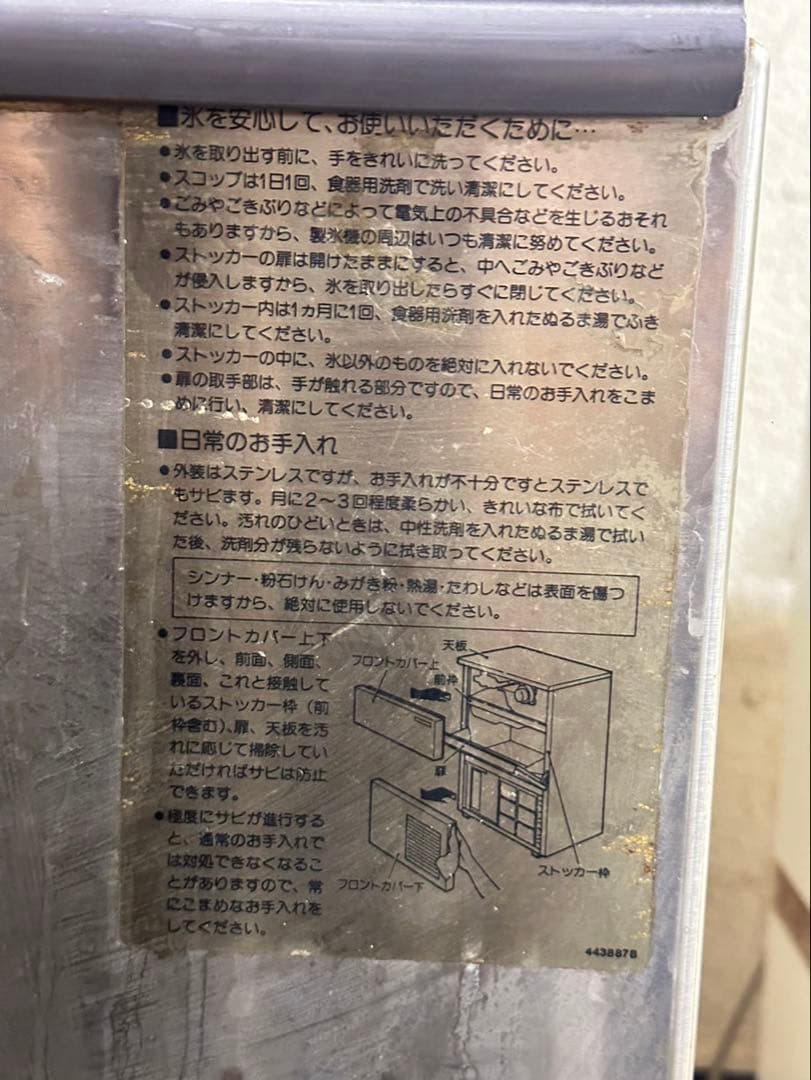 ■氷を安心して、お使いいただくために…
●氷を取り出す前に、手をきれいに洗ってください。
●スコップは1日1回、食器用洗剤で洗い清潔にしてください。
●ごみやごきぶりなどによって電気上の不具合などを生じるおそれ
もありますから、製氷機の周辺はいつも清潔に努めてください。
●ストッカーの扉は開けたままにすると、中へごみやごきぶりなど
が侵入しますから、氷を取り出したらすぐに閉じてください。
●ストッカー内は1ヵ月に1回、食器用洗剤を入れたぬるま湯でふき
清潔にしてください。
●ストッカーの中に、氷以外のものを絶対に入れないでください。
●扉の取手部は、手が触れる部分ですので、日常のお手入れをこま
めに行い、清潔にしてください。
■日常のお手入れ
●外装はステンレスですが、お手入れが不十分ですとステンレスで
もサビます。月に2〜3回程度柔らかい、きれいな布で拭いてく
ださい。汚れのひどいときは、中性洗剤を入れたぬるま湯で拭い
た後、洗剤分が残らないように拭き取ってください。
シンナー・粉石けん・みがき粉・熱湯・たわしなどは表面を傷つ
けますから、絶対に使用しないでください。
●フロントカバー上下
を外し、前面、側面、
裏面、これと接触して
いるストッカー枠（前
枠含む）、扉、天板を汚
れに応じて掃除してい
ただければサビは防止
できます。
●極度にサビが進行する
と、通常のお手入れで
は対処できなくなるこ
とがありますので、常
にこまめなお手入れを
してください。
天板
フロントカバー上
前枠
扉
ストッカー枠
フロントカバー下
443887B